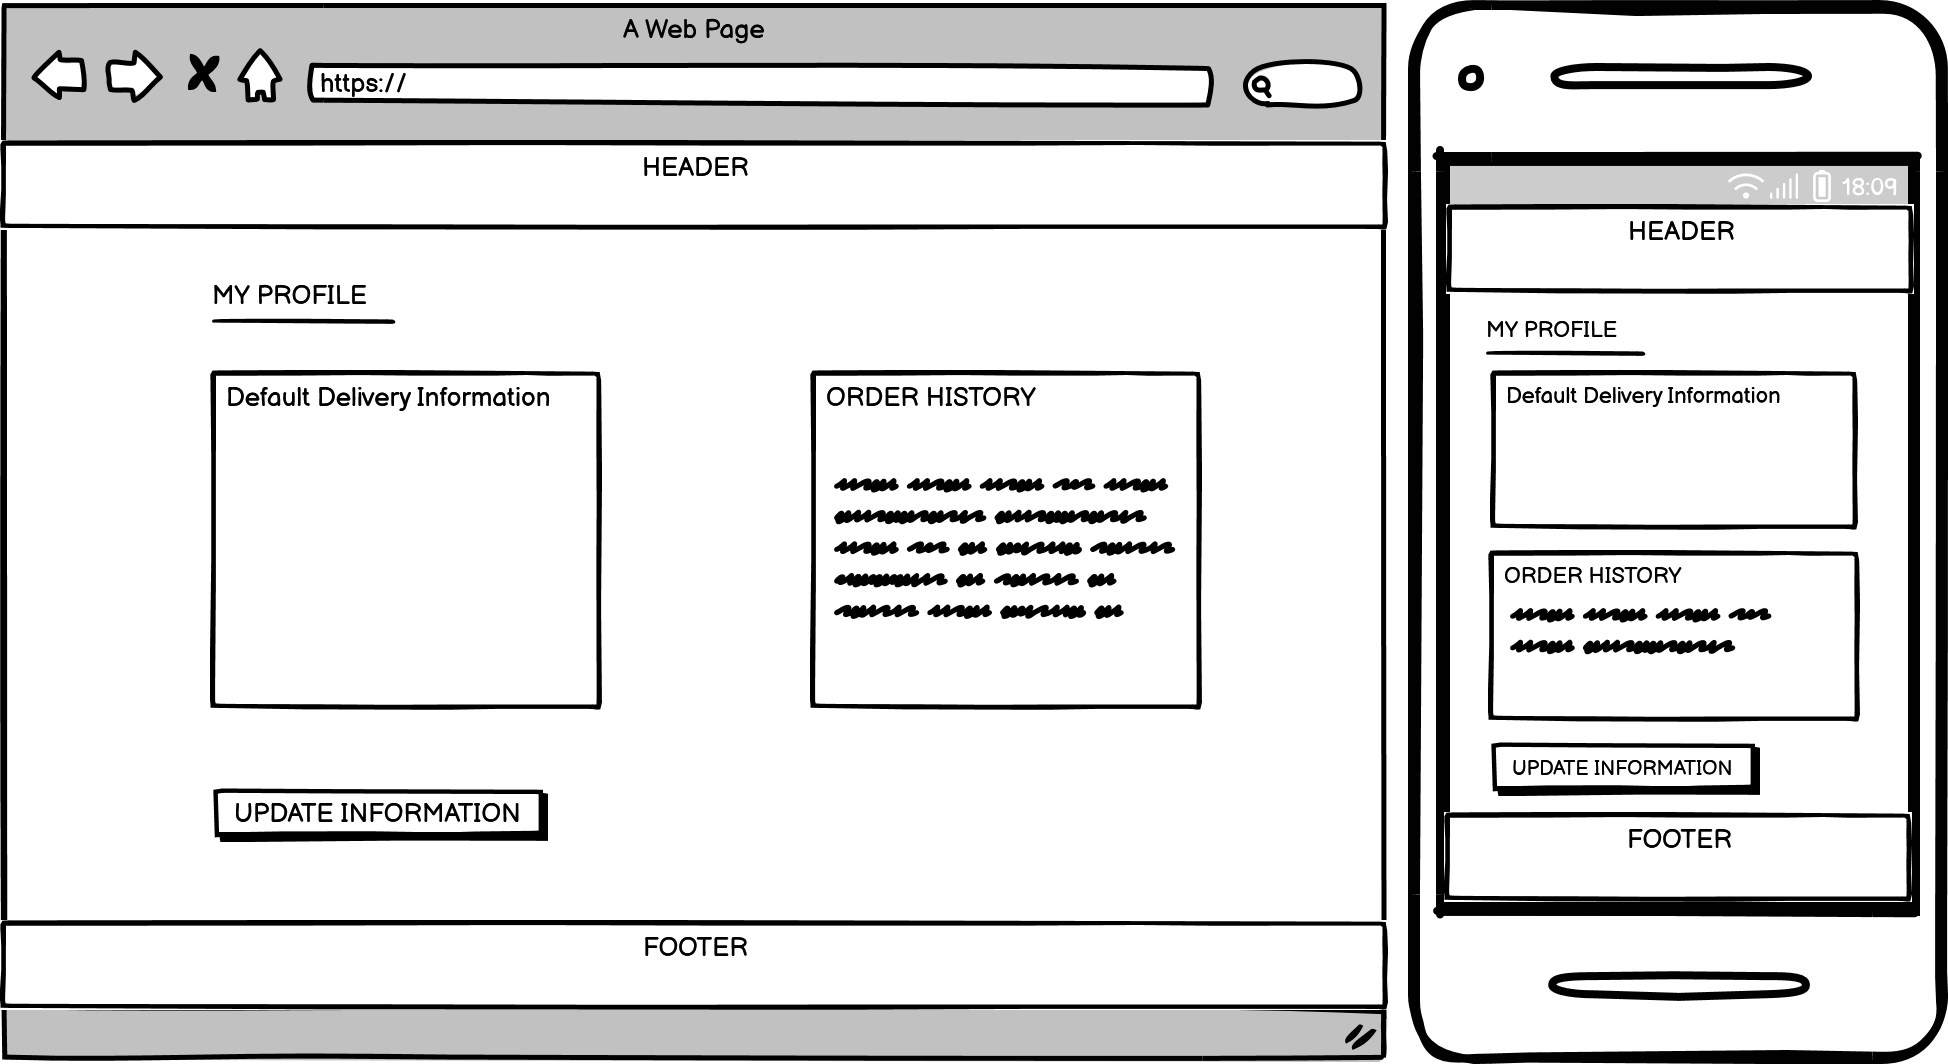 A Web Page
https://
HEADER
MY PROFILE
Default Delivery Information
ORDER HISTORY
UPDATE INFORMATION
FOOTER
18:09
HEADER
MY PROFILE
Default Delivery Information
ORDER HISTORY
UPDATE INFORMATION
FOOTER